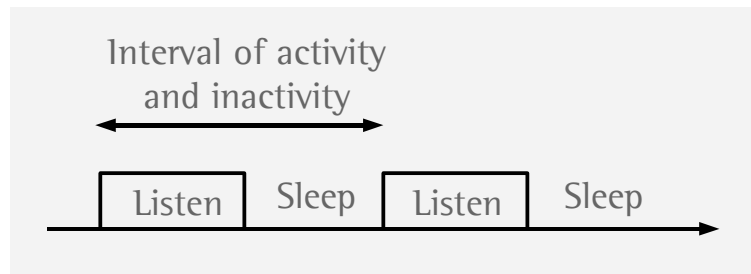 Interval of activity
and inactivity
Listen Sleep Listen Sleep